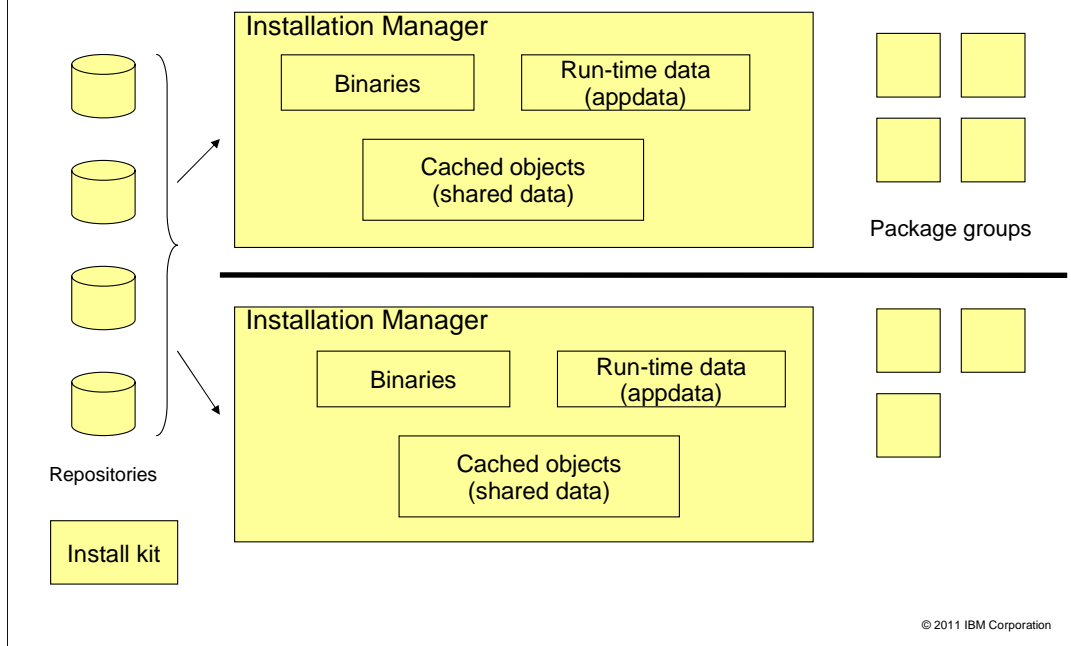 Installation Manager
Binaries
Run-time data
(appdata)
Cached objects
(shared data)
Package groups
Installation Manager
Binaries
Run-time data
(appdata)
Cached objects
(shared data)
Repositories
Install kit
© 2011 IBM Corporation